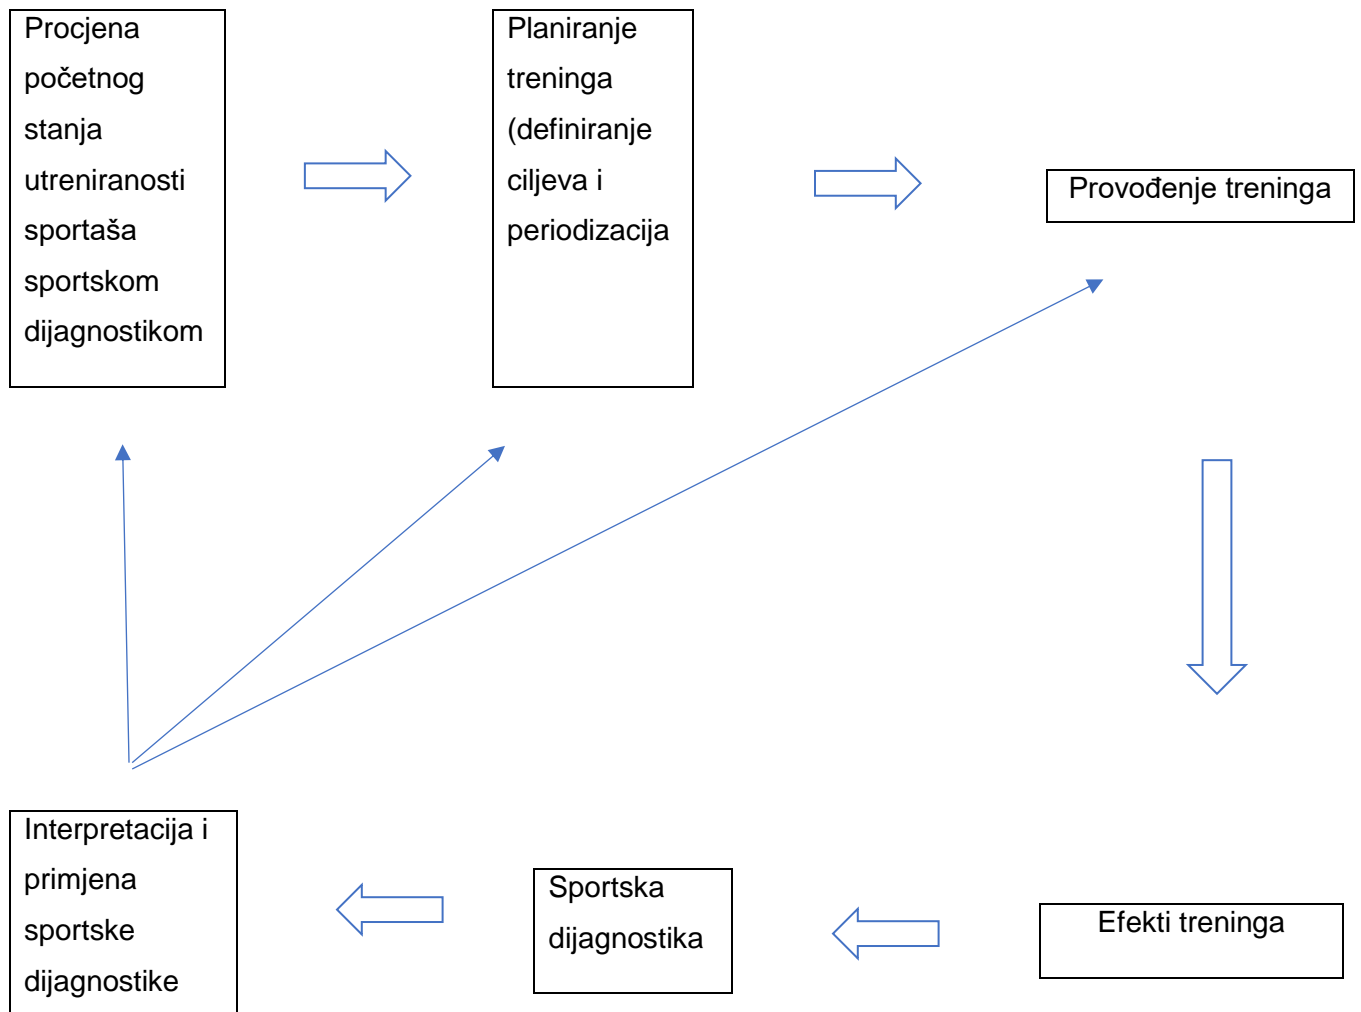 Procjena
početnog
stanja
utreniranosti
sportaša
sportskom
dijagnostikom
Planiranje
treninga
(definiranje
ciljeva i
periodizacija
Provođenje treninga
Interpretacija i
primjena
sportske
dijagnostike
Sportska
dijagnostika
Efekti treninga